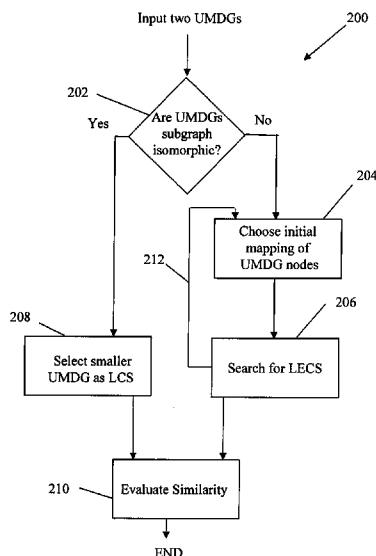 Input two UMDGs
200
202
Are UMDGs
subgraph
isomorphic?
Yes
No
204
Choose initial
mapping of
UMDG nodes
212
208
206
Select smaller
UMDG as LCS
Search for LECS
210
Evaluate Similarity
END